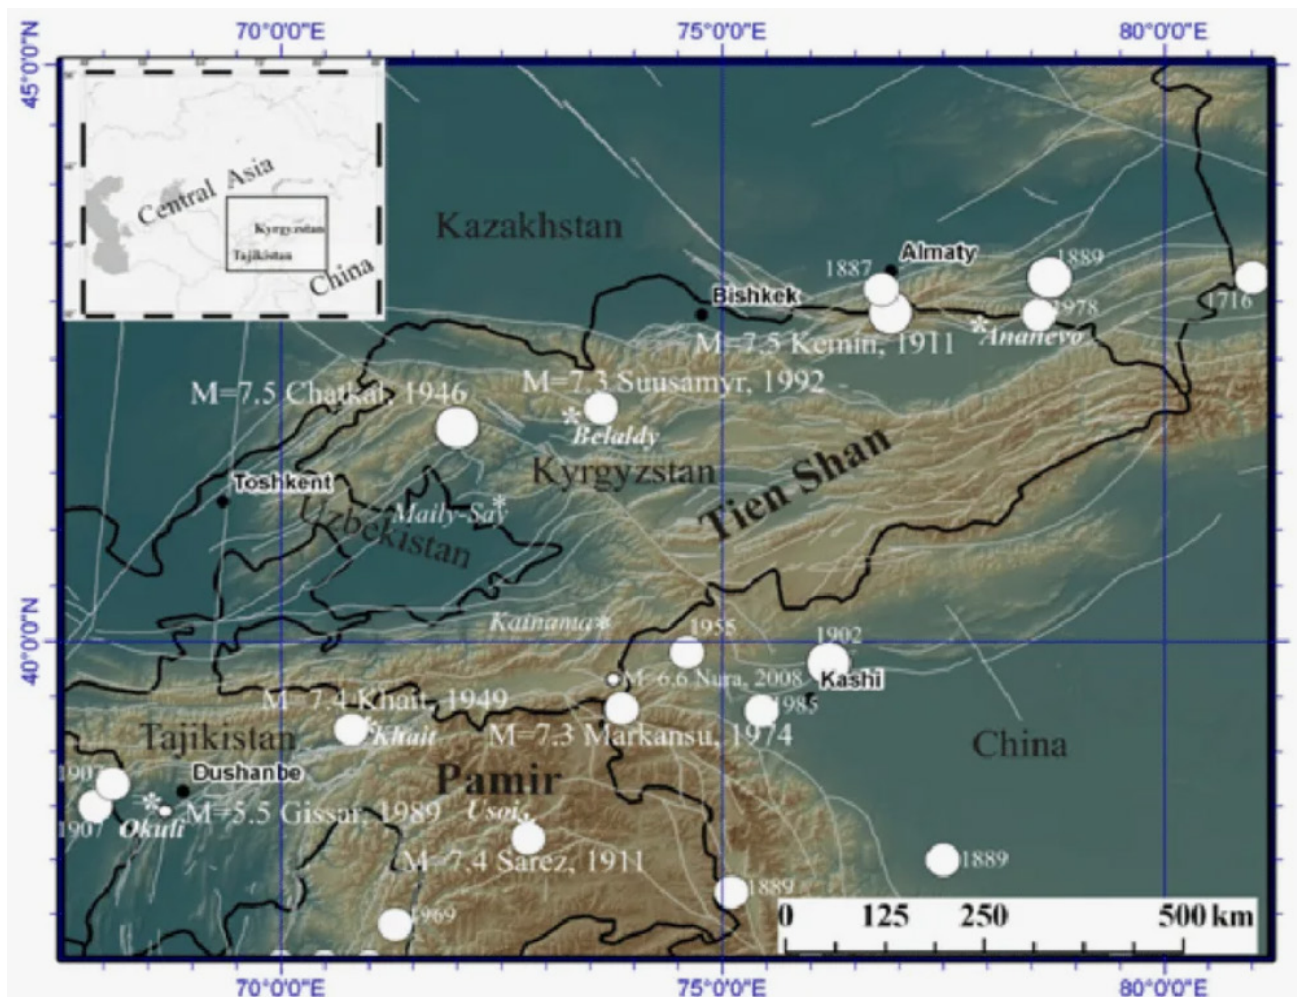 70°0'0"E 75°0'0"E 80°0'0"E
45°0'0"N
Central Asia
Kyrgyzstan
Tajikistan
China
Kazakhstan
Almaty
1887
1889
Bishkek
1978
1716
Ananevo
M=7.5 Kemin, 1911
M=7.3 Suusamyr, 1992
M=7.5 Chatkal, 1946
Belaldy
Kyrgyzstan
Tien Shan
Toshkent
Maily-Say
Uzbekistan
Kainama
1955
1902
40°0'0"N
M=6.6 Nura, 2008
Kashi
M=7.4 Khait, 1949
1985
Khait
M=7.3 Markansu, 1974
Tajikistan
China
Dushanbe
1907
Pamir
M=5.5 Gissar, 1989
Usoi
1907
Okuli
M=7.4 Sarez, 1911
1889
1889
1969
0 125 250 500 km
70°0'0"E 75°0'0"E 80°0'0"E